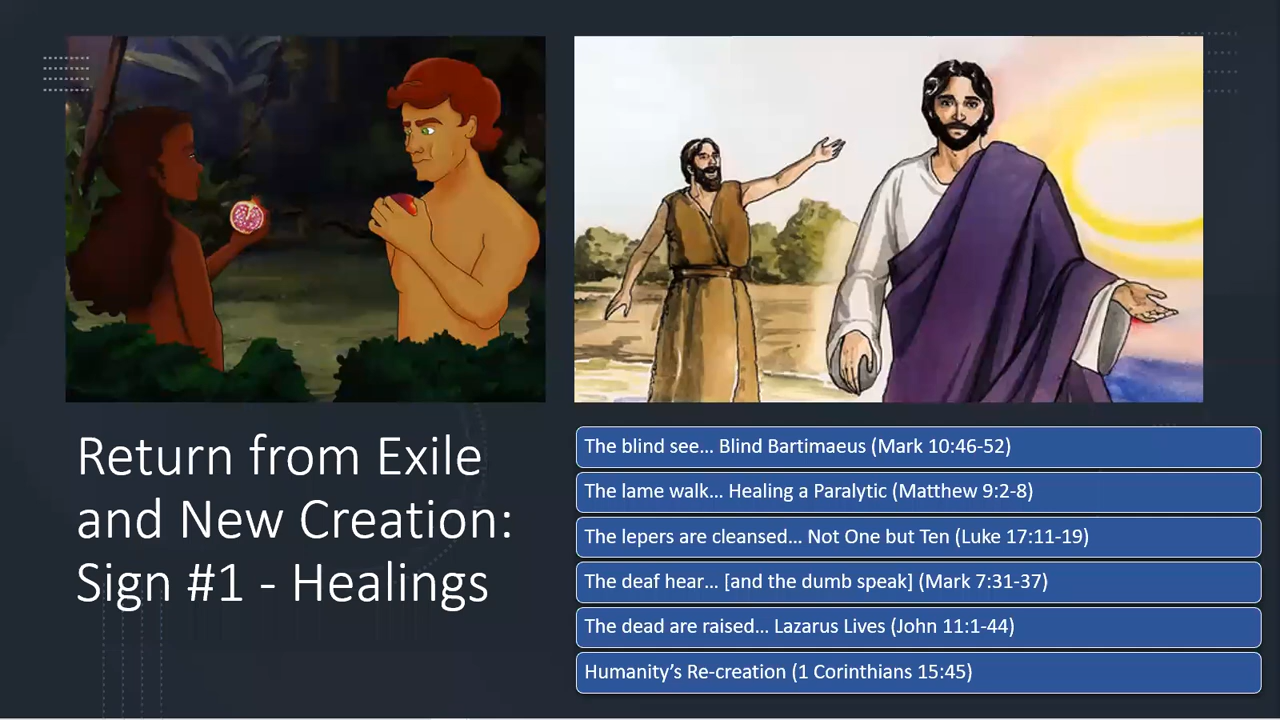 Return from Exile
and New Creation:
Sign #1 - Healings
The blind see... Blind Bartimaeus (Mark 10:46-52)
The lame walk... Healing a Paralytic (Matthew 9:2-8)
The lepers are cleansed... Not One but Ten (Luke 17:11-19)
The deaf hear... [and the dumb speak] (Mark 7:31-37)
The dead are raised... Lazarus Lives (John 11:1-44)
Humanity’s Re-creation (1 Corinthians 15:45)